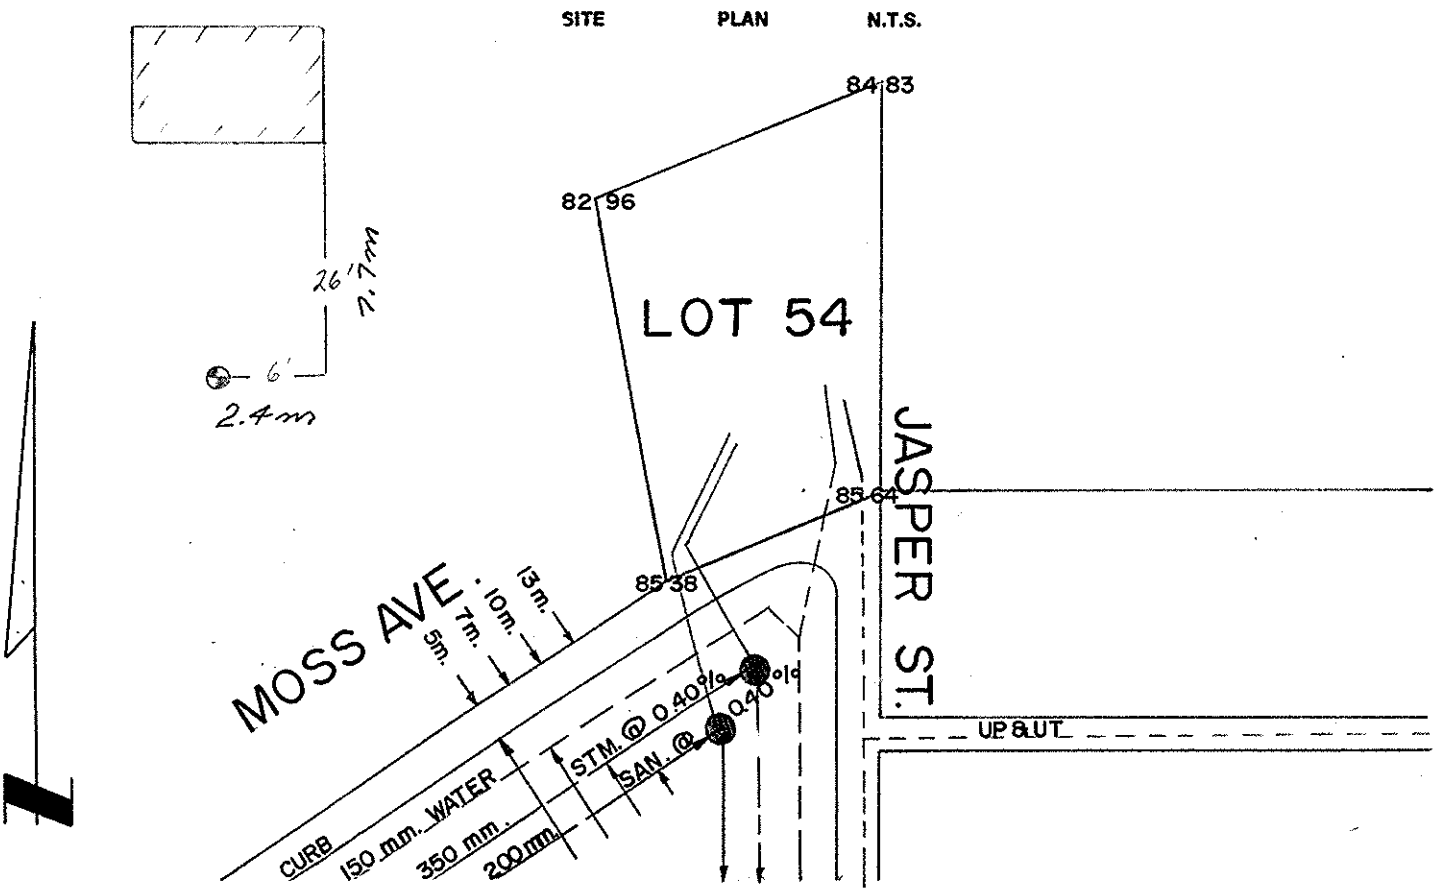 SITE PLAN N.T.S.
84 83
82 96
26'
7.7m
LOT 54
6'
2.4m
JASPER ST.
85 64
85 38
MOSS AVE.
5m.
7m.
10m.
13m.
STM. @ 0.40%
SAN. @ 0.40%
UP & UT
CURB
150 mm. WATER
350 mm.
200mm.